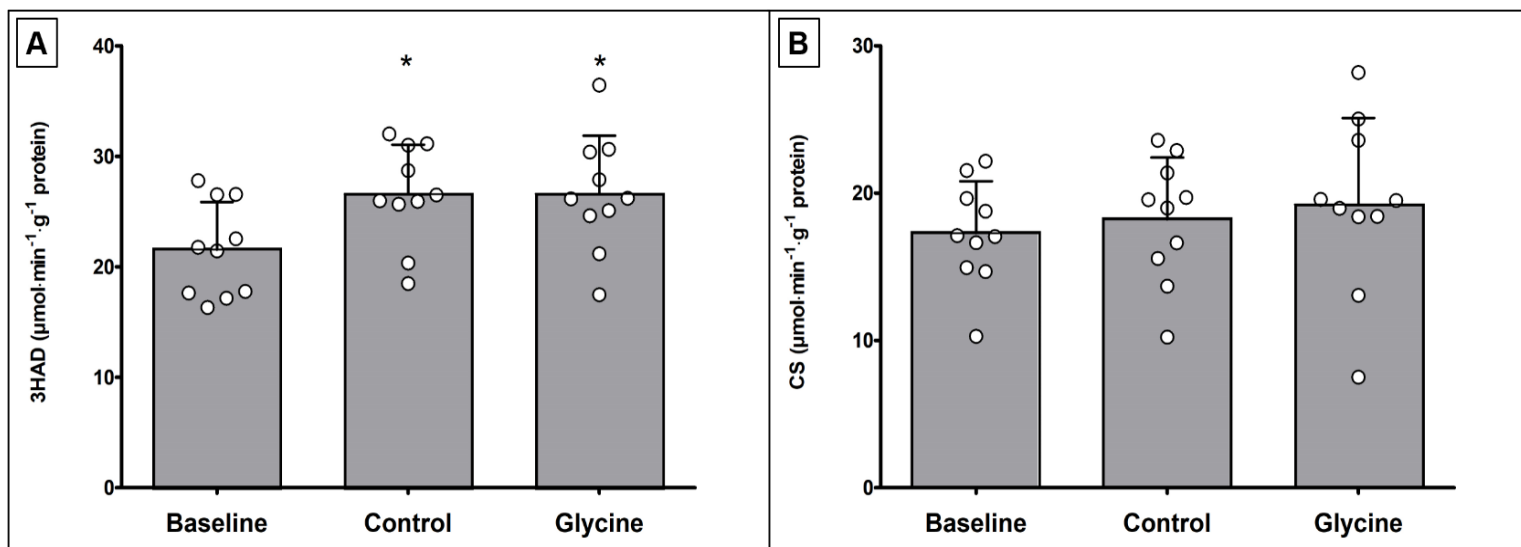 A
3HAD (µmol·min⁻¹·g⁻¹ protein)
40
30
20
10
0
*
*
Baseline Control Glycine
B
CS (µmol·min⁻¹·g⁻¹ protein)
30
20
10
0
Baseline Control Glycine